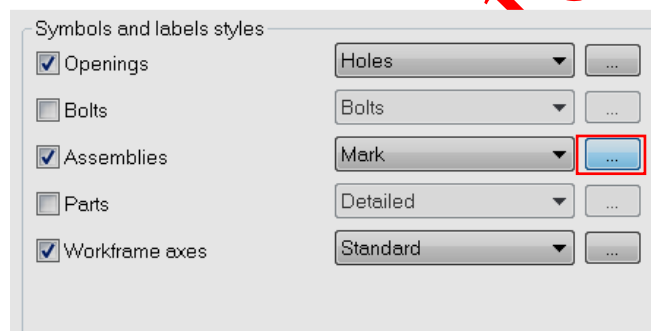 Symbols and labels styles
Openings Holes ...
Bolts Bolts ...
Assemblies Mark ...
Parts Detailed ...
Workframe axes Standard ...